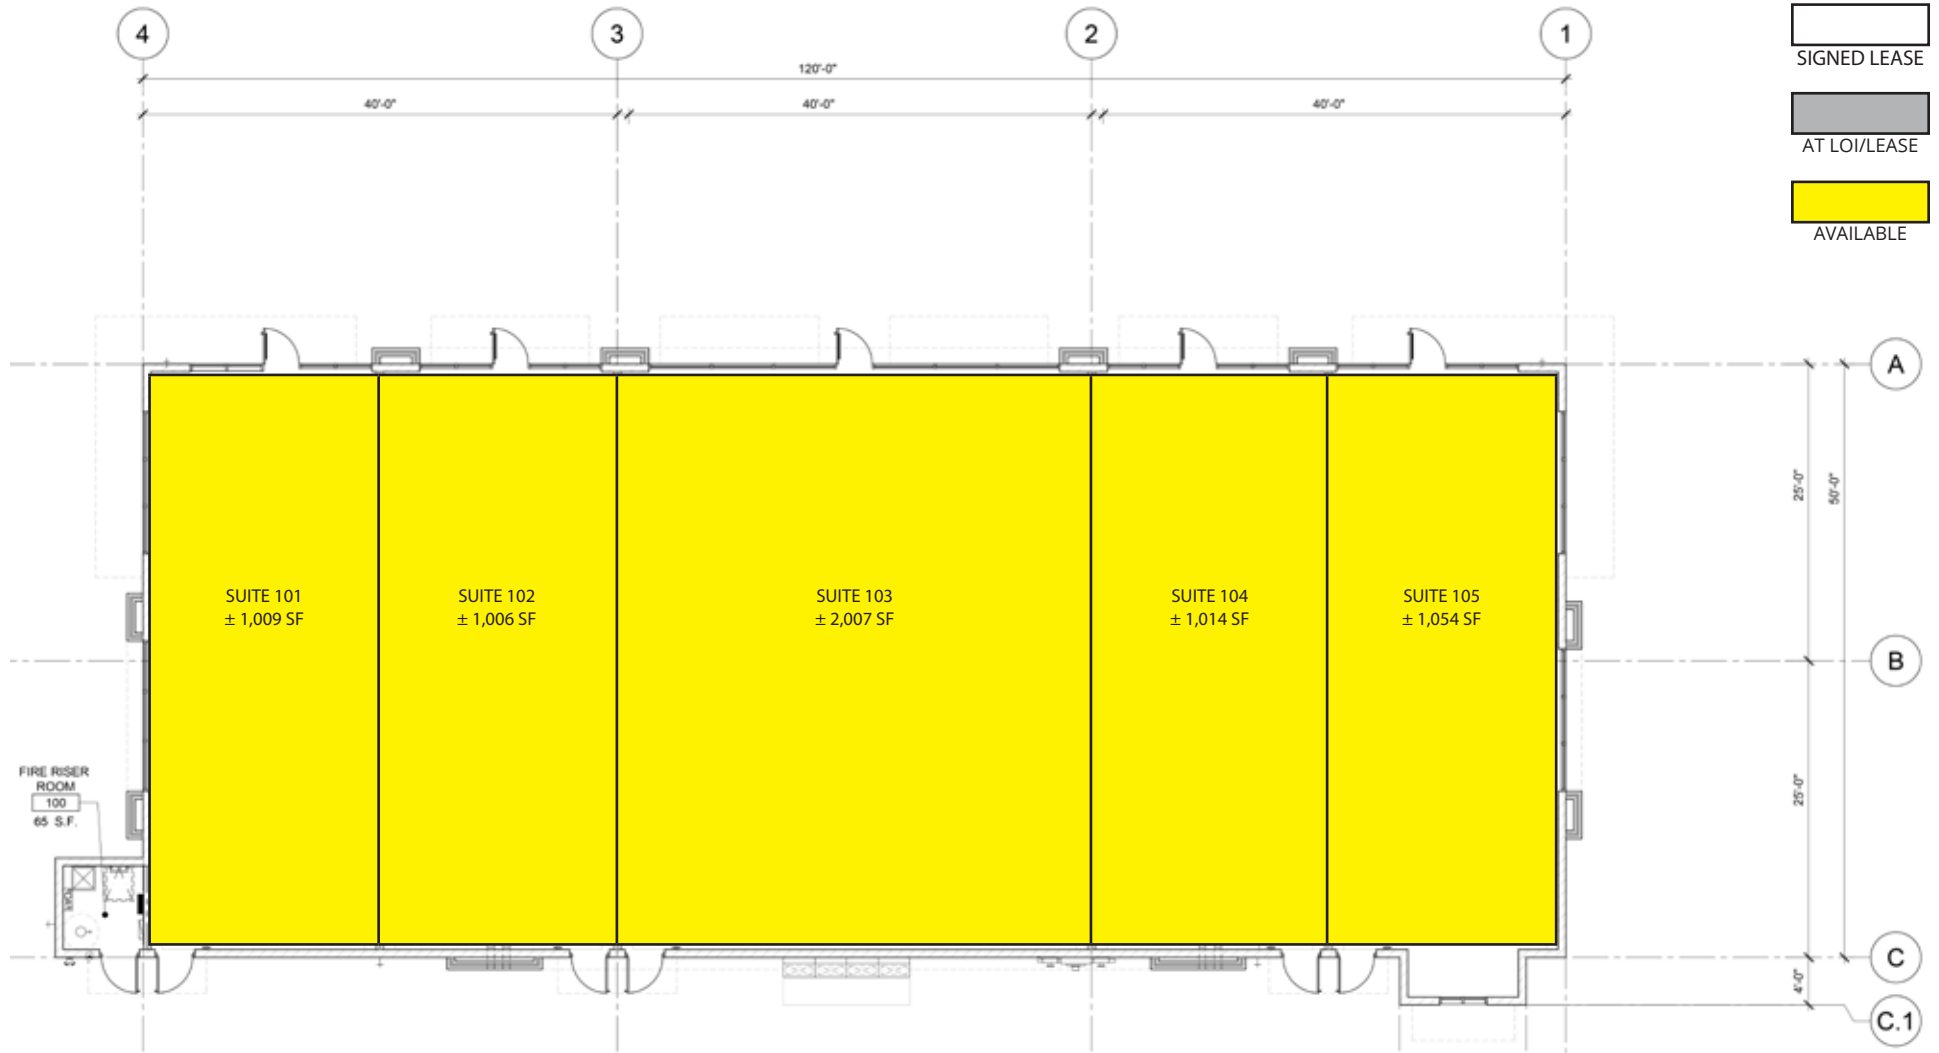 4
3
2
1
SIGNED LEASE
AT LOI/LEASE
AVAILABLE
120'-0"
40'-0"
40'-0"
40'-0"
A
25'-0"
50'-0"
SUITE 101
± 1,009 SF
SUITE 102
± 1,006 SF
SUITE 103
± 2,007 SF
SUITE 104
± 1,014 SF
SUITE 105
± 1,054 SF
B
FIRE RISER
ROOM
100
65 S.F.
25'-0"
C
4'-0"
C.1